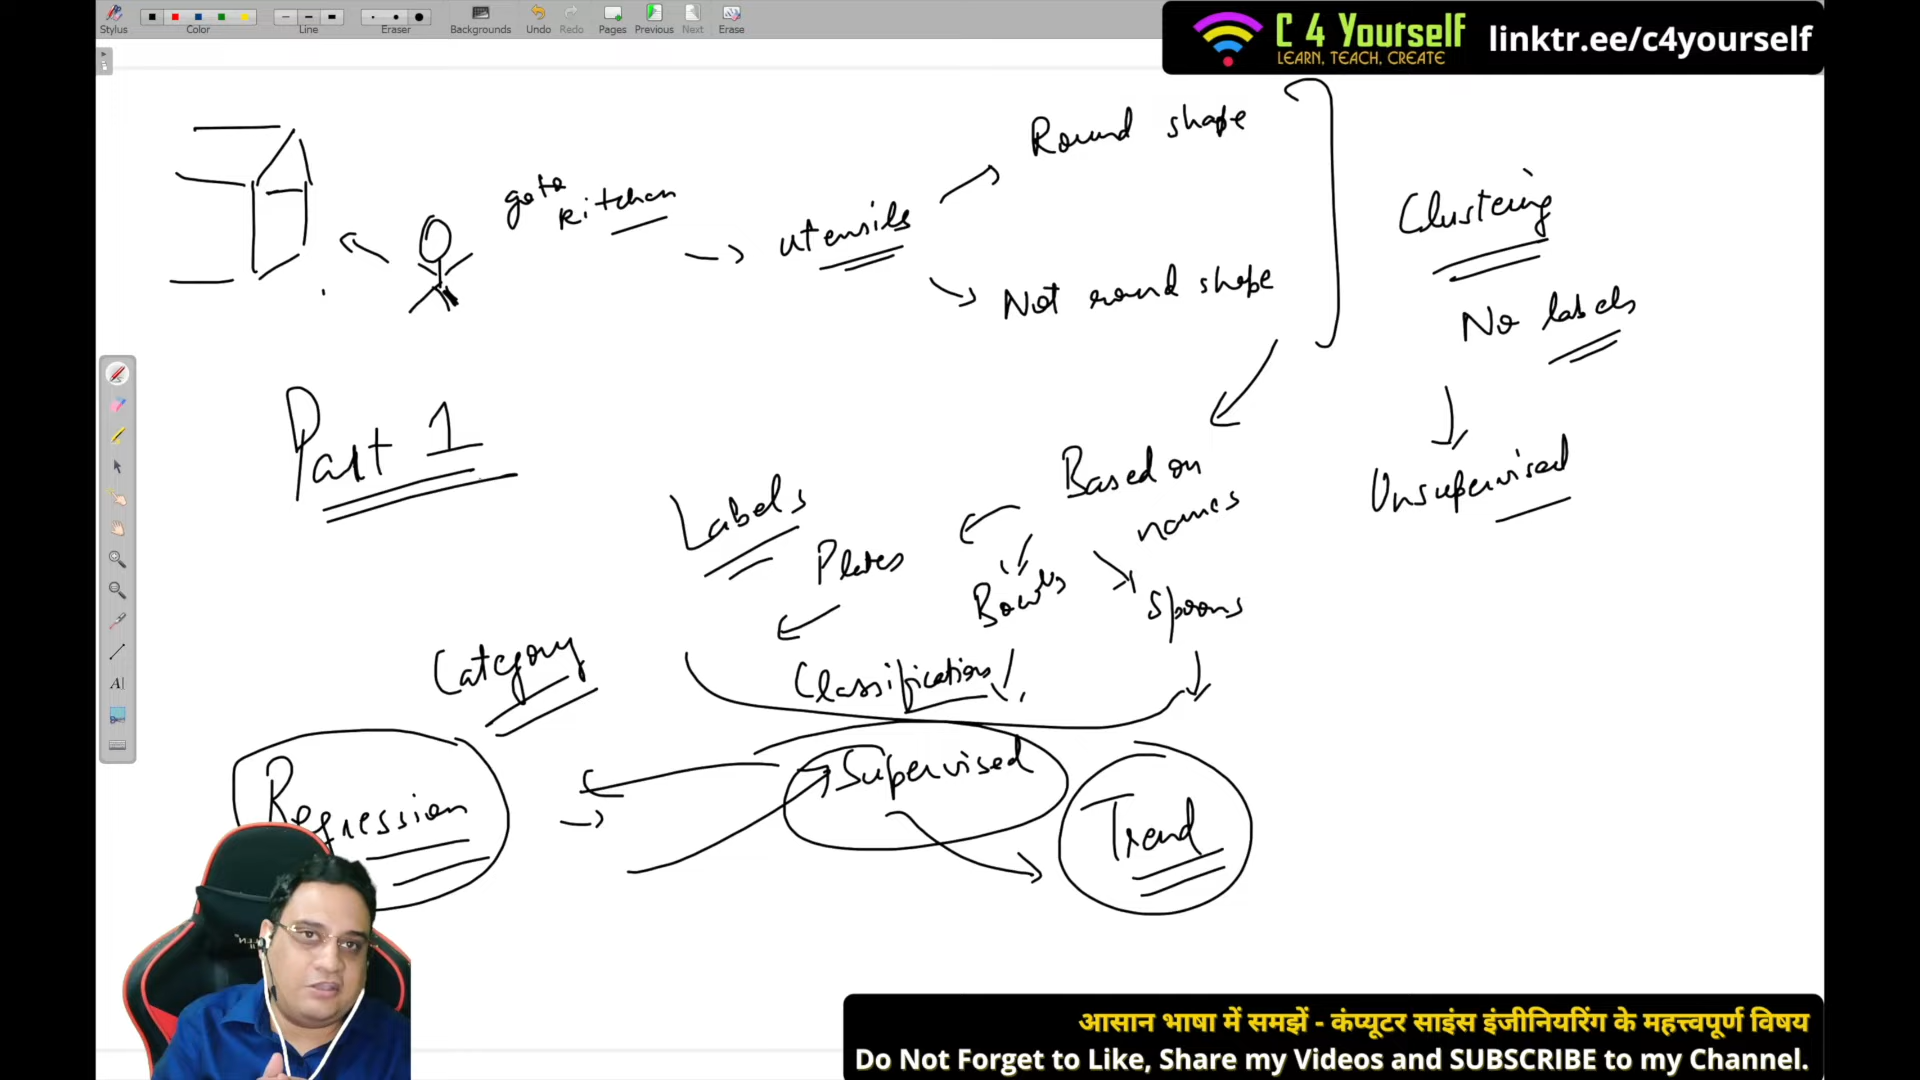 Stylus
Color
Line
Eraser
Backgrounds
Undo
Redo
Pages
Previous
Next
Erase
C 4 Yourself
LEARN, TEACH, CREATE
linktr.ee/c4yourself
Round shape
go to
kitchen
utensils
Not round shape
Clustering
No labels
Unsupervised
Part 1
Based on
names
Labels
Plates
Bowls
Spoons
Category
Classification
Regression
Supervised
Trend
आसान भाषा में समझें - कंप्यूटर साइंस इंजीनियरिंग के महत्त्वपूर्ण विषय
Do Not Forget to Like, Share my Videos and SUBSCRIBE to my Channel.